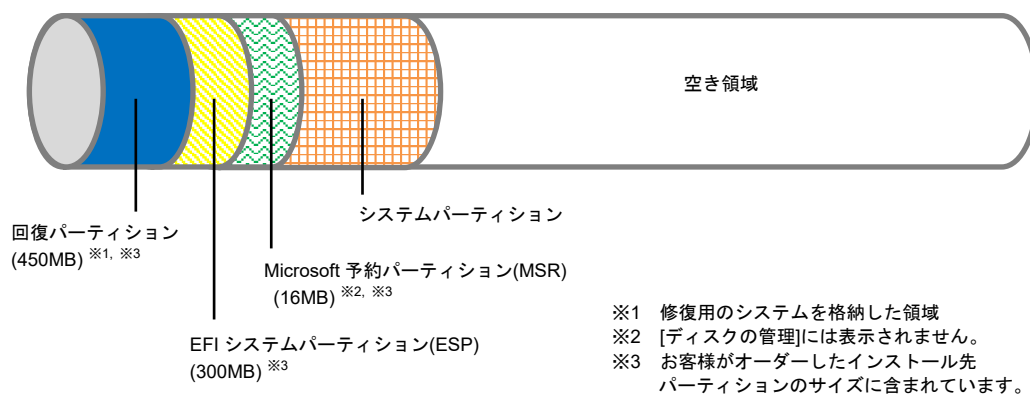 空き領域
システムパーティション
回復パーティション
(450MB) ※1, ※3
Microsoft 予約パーティション(MSR)
(16MB) ※2, ※3
EFI システムパーティション(ESP)
(300MB) ※3
※1 修復用のシステムを格納した領域
※2 [ディスクの管理]には表示されません。
※3 お客様がオーダーしたインストール先
パーティションのサイズに含まれています。